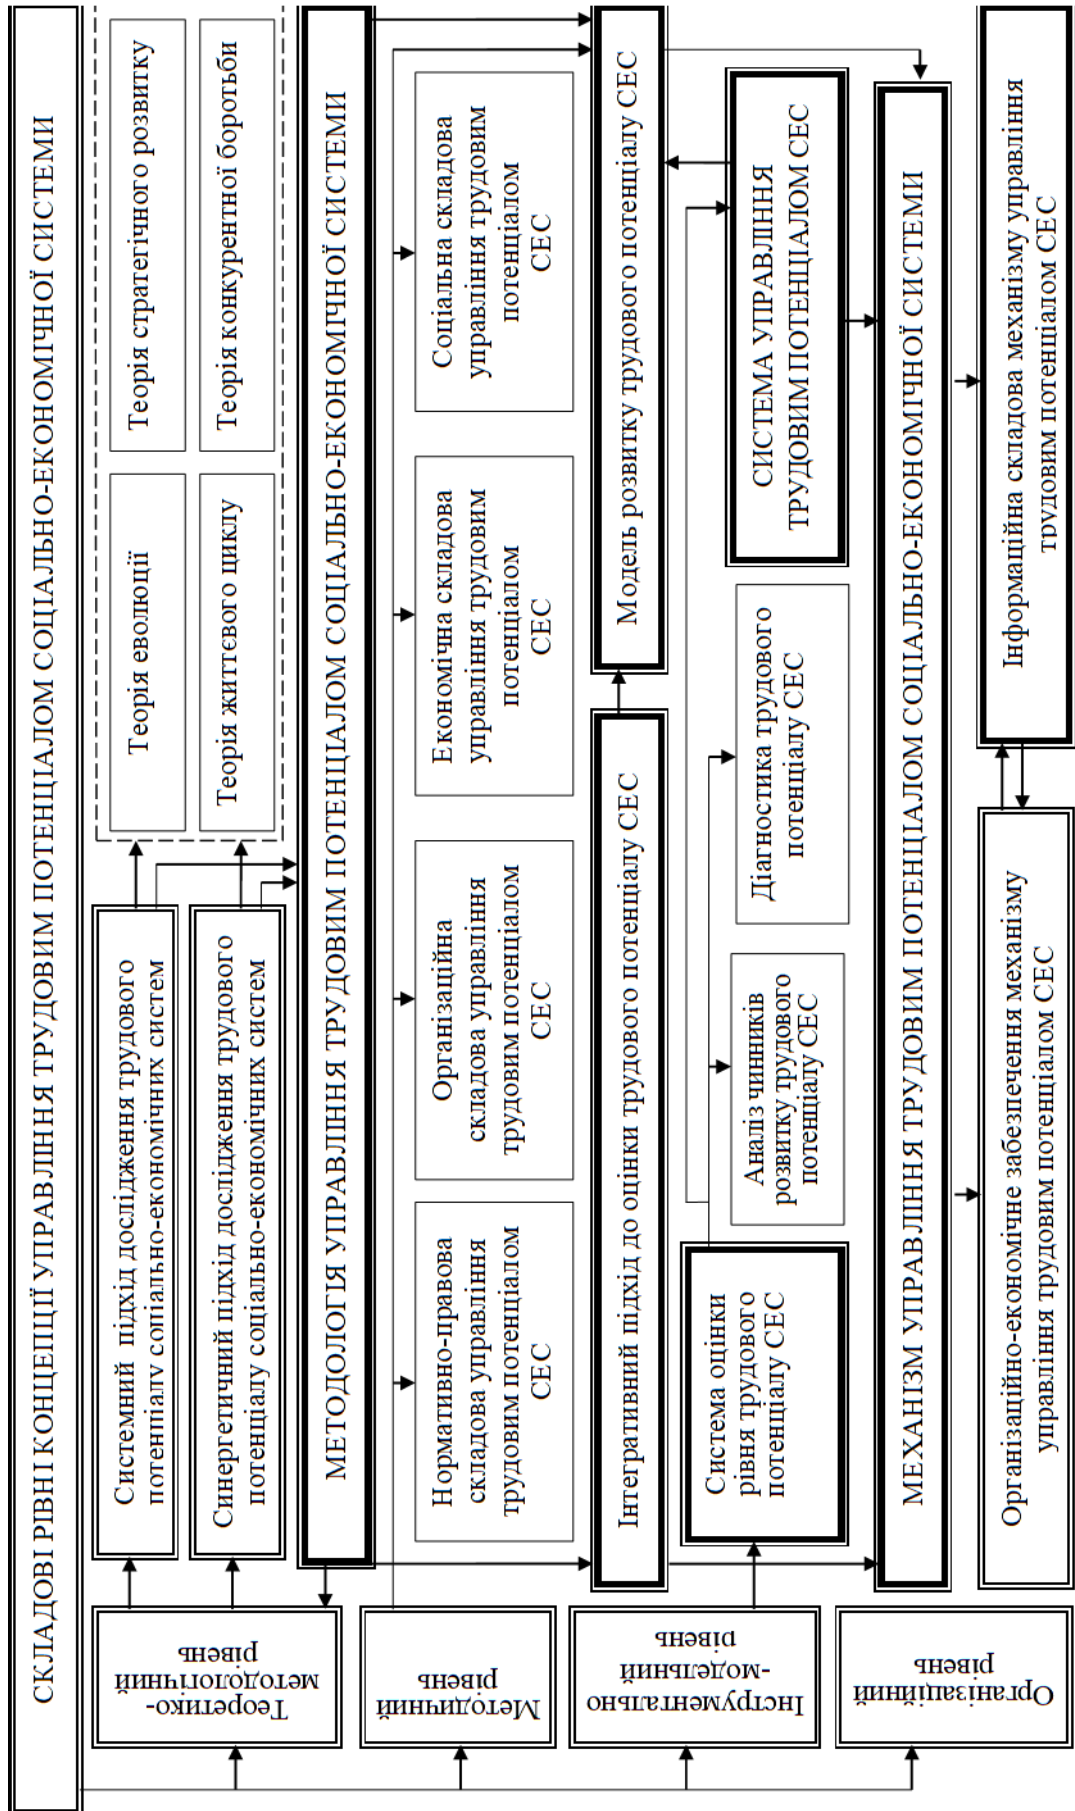 СКЛАДОВІ РІВНІ КОНЦЕПЦІЇ УПРАВЛІННЯ ТРУДОВИМ ПОТЕНЦІАЛОМ СОЦІАЛЬНО-ЕКОНОМІЧНОЇ СИСТЕМИ
Теоретико-
методологічний
рівень
Системний підхід дослідження трудового
потенціалу соціально-економічних систем
Синергетичний підхід дослідження трудового
потенціалу соціально-економічних систем
Теорія еволюції
Теорія стратегічного розвитку
Теорія життєвого циклу
Теорія конкурентної боротьби
МЕТОДОЛОГІЯ УПРАВЛІННЯ ТРУДОВИМ ПОТЕНЦІАЛОМ СОЦІАЛЬНО-ЕКОНОМІЧНОЇ СИСТЕМИ
Методичний
рівень
Нормативно-правова
складова управління
трудовим потенціалом
СЕС
Організаційна
складова управління
трудовим потенціалом
СЕС
Економічна складова
управління трудовим
потенціалом
СЕС
Соціальна складова
управління трудовим
потенціалом
СЕС
Інструментально
-модельний
рівень
Інтегративний підхід до оцінки трудового потенціалу СЕС
Модель розвитку трудового потенціалу СЕС
Система оцінки
рівня трудового
потенціалу СЕС
Аналіз чинників
розвитку трудового
потенціалу СЕС
Діагностика трудового
потенціалу СЕС
СИСТЕМА УПРАВЛІННЯ
ТРУДОВИМ ПОТЕНЦІАЛОМ СЕС
МЕХАНІЗМ УПРАВЛІННЯ ТРУДОВИМ ПОТЕНЦІАЛОМ СОЦІАЛЬНО-ЕКОНОМІЧНОЇ СИСТЕМИ
Організаційний
рівень
Організаційно-економічне забезпечення механізму
управління трудовим потенціалом СЕС
Інформаційна складова механізму управління
трудовим потенціалом СЕС